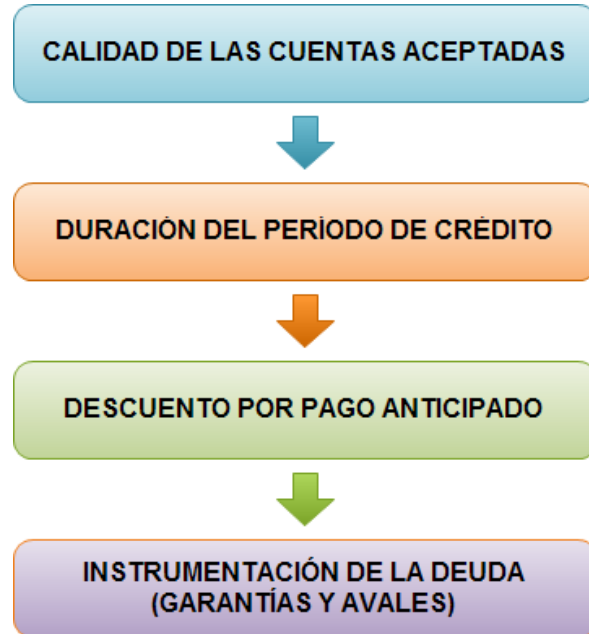 CALIDAD DE LAS CUENTAS ACEPTADAS
DURACIÓN DEL PERÍODO DE CRÉDITO
DESCUENTO POR PAGO ANTICIPADO
INSTRUMENTACIÓN DE LA DEUDA
(GARANTÍAS Y AVALES)